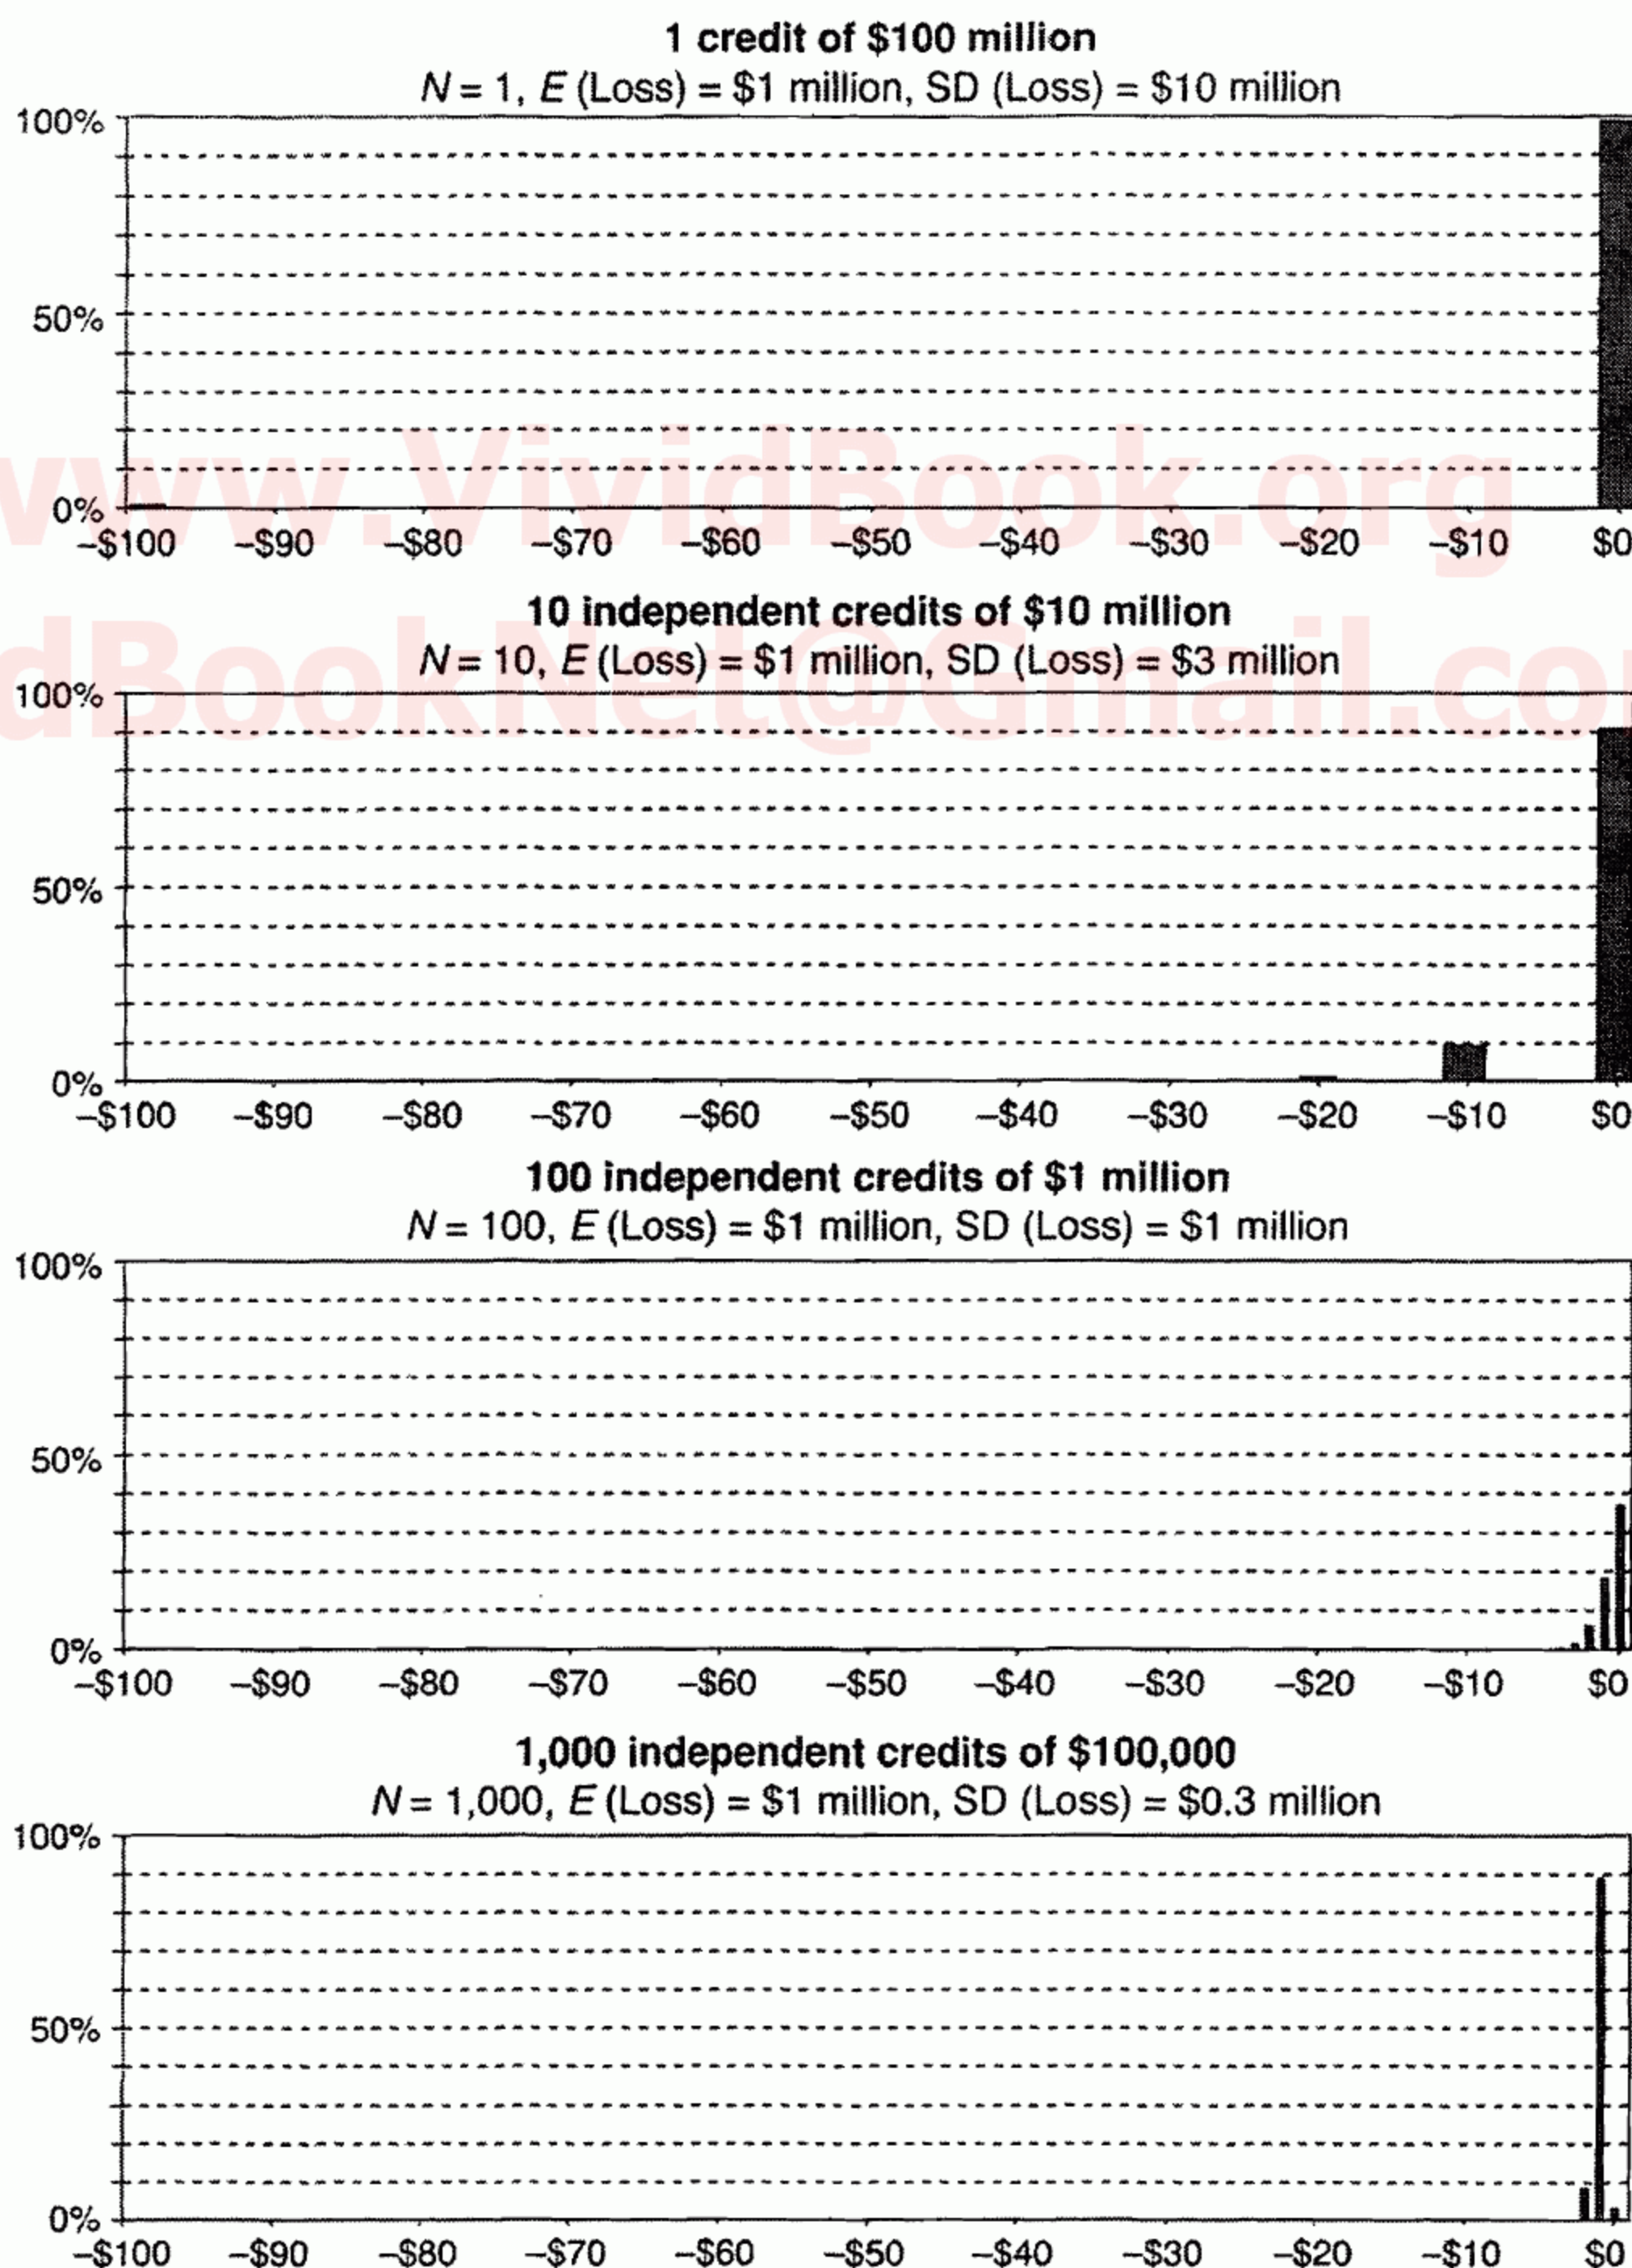 1 credit of $100 million
N = 1, E (Loss) = $1 million, SD (Loss) = $10 million
100%
50%
0%
–$100 –$90 –$80 –$70 –$60 –$50 –$40 –$30 –$20 –$10 $0
www.VividBook.org
10 independent credits of $10 million
N = 10, E (Loss) = $1 million, SD (Loss) = $3 million
dBookNet@Gmail.co
100%
50%
0%
–$100 –$90 –$80 –$70 –$60 –$50 –$40 –$30 –$20 –$10 $0
100 independent credits of $1 million
N = 100, E (Loss) = $1 million, SD (Loss) = $1 million
100%
50%
0%
–$100 –$90 –$80 –$70 –$60 –$50 –$40 –$30 –$20 –$10 $0
1,000 independent credits of $100,000
N = 1,000, E (Loss) = $1 million, SD (Loss) = $0.3 million
100%
50%
0%
–$100 –$90 –$80 –$70 –$60 –$50 –$40 –$30 –$20 –$10 $0